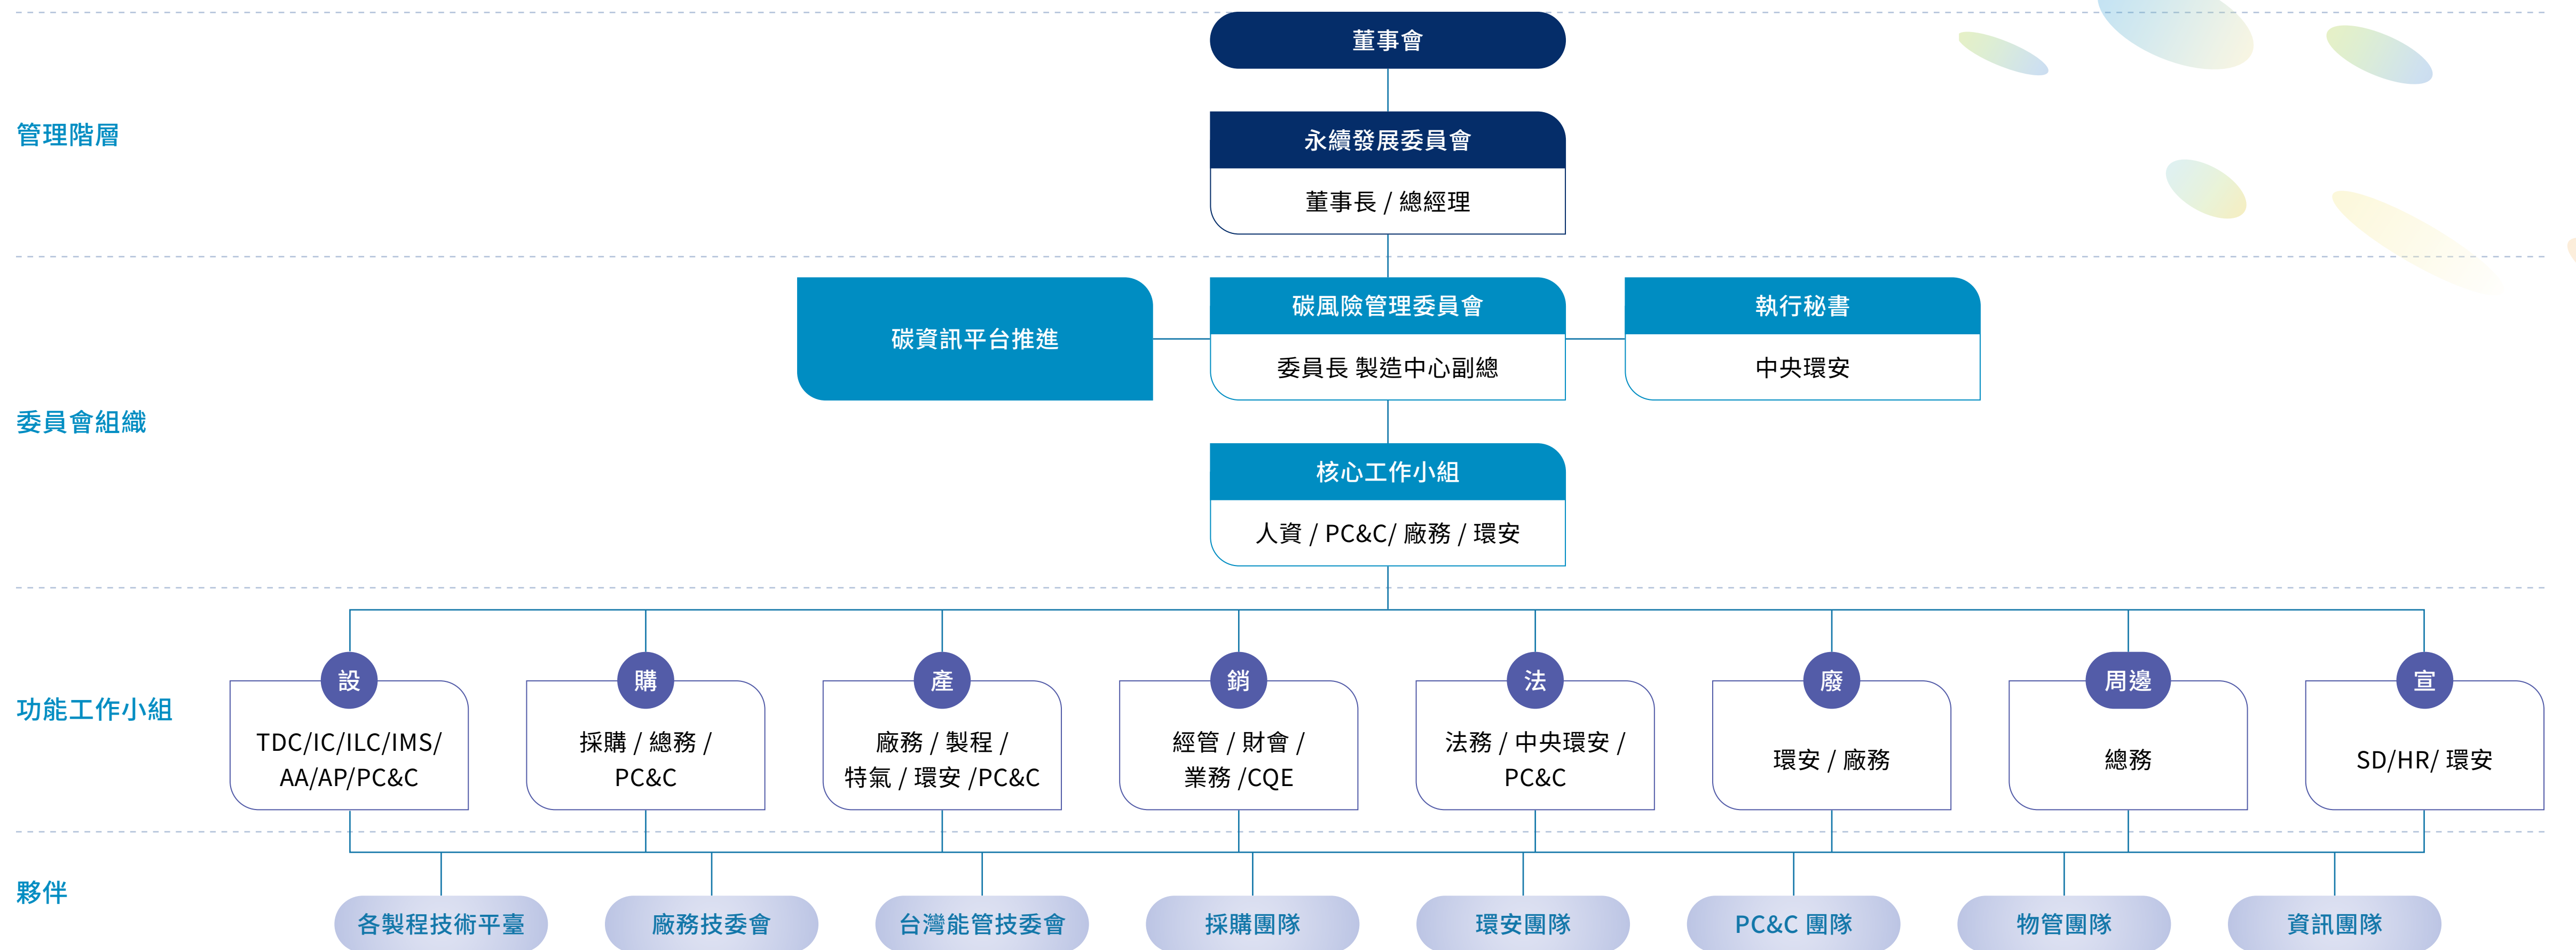 管理階層
董事會
永續發展委員會
董事長 / 總經理
委員會組織
碳資訊平台推進
碳風險管理委員會
委員長 製造中心副總
執行秘書
中央環安
核心工作小組
人資 / PC&C/ 廠務 / 環安
功能工作小組
設
TDC/IC/ILC/IMS/
AA/AP/PC&C
購
採購 / 總務 /
PC&C
產
廠務 / 製程 /
特氣 / 環安 /PC&C
銷
經管 / 財會 /
業務 /CQE
法
法務 / 中央環安 /
PC&C
廢
環安 / 廠務
周邊
總務
宣
SD/HR/ 環安
夥伴
各製程技術平臺
廠務技委會
台灣能管技委會
採購團隊
環安團隊
PC&C 團隊
物管團隊
資訊團隊